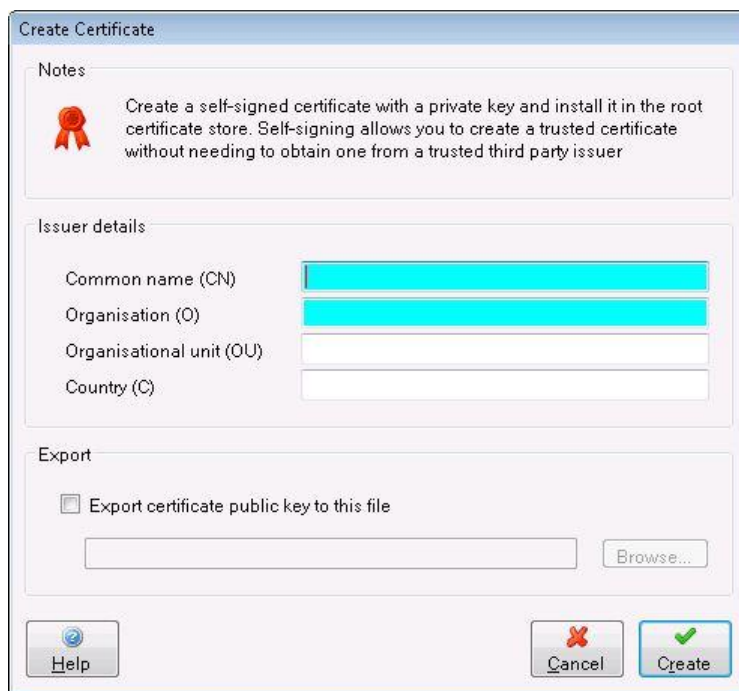 Create Certificate
Notes
Create a self-signed certificate with a private key and install it in the root
certificate store. Self-signing allows you to create a trusted certificate
without needing to obtain one from a trusted third party issuer
Issuer details
Common name (CN)
Organisation (O)
Organisational unit (OU)
Country (C)
Export
Export certificate public key to this file
Browse...
Help
Cancel
Create